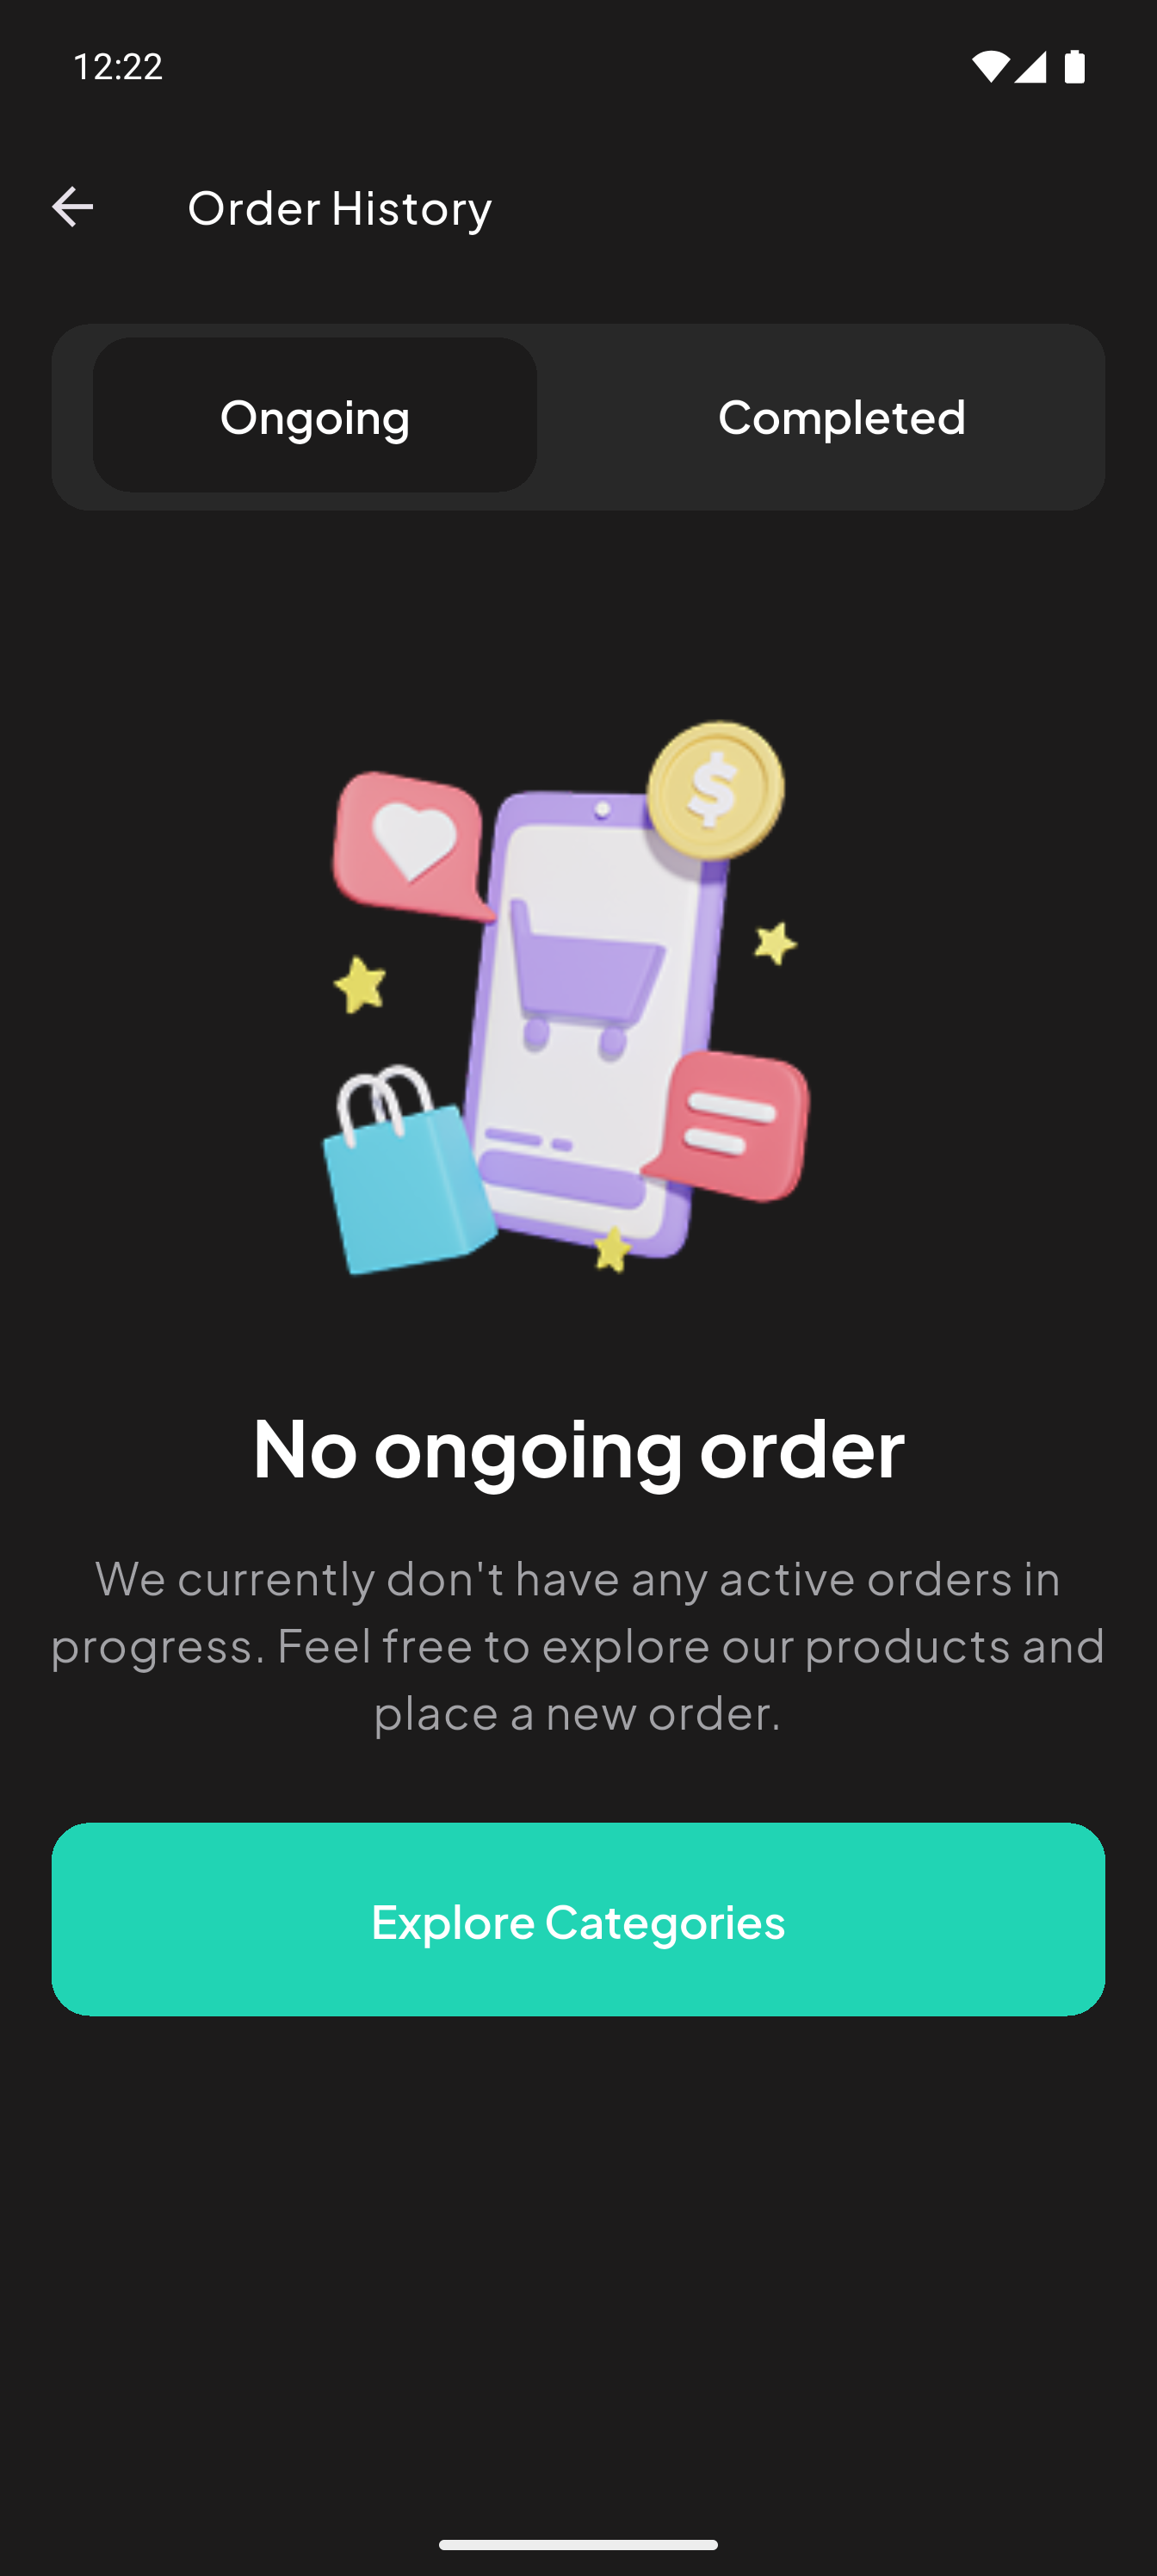 12:22
Order History
Ongoing
Completed
$
No ongoing order
We currently don't have any active orders in
progress. Feel free to explore our products and
place a new order.
Explore Categories